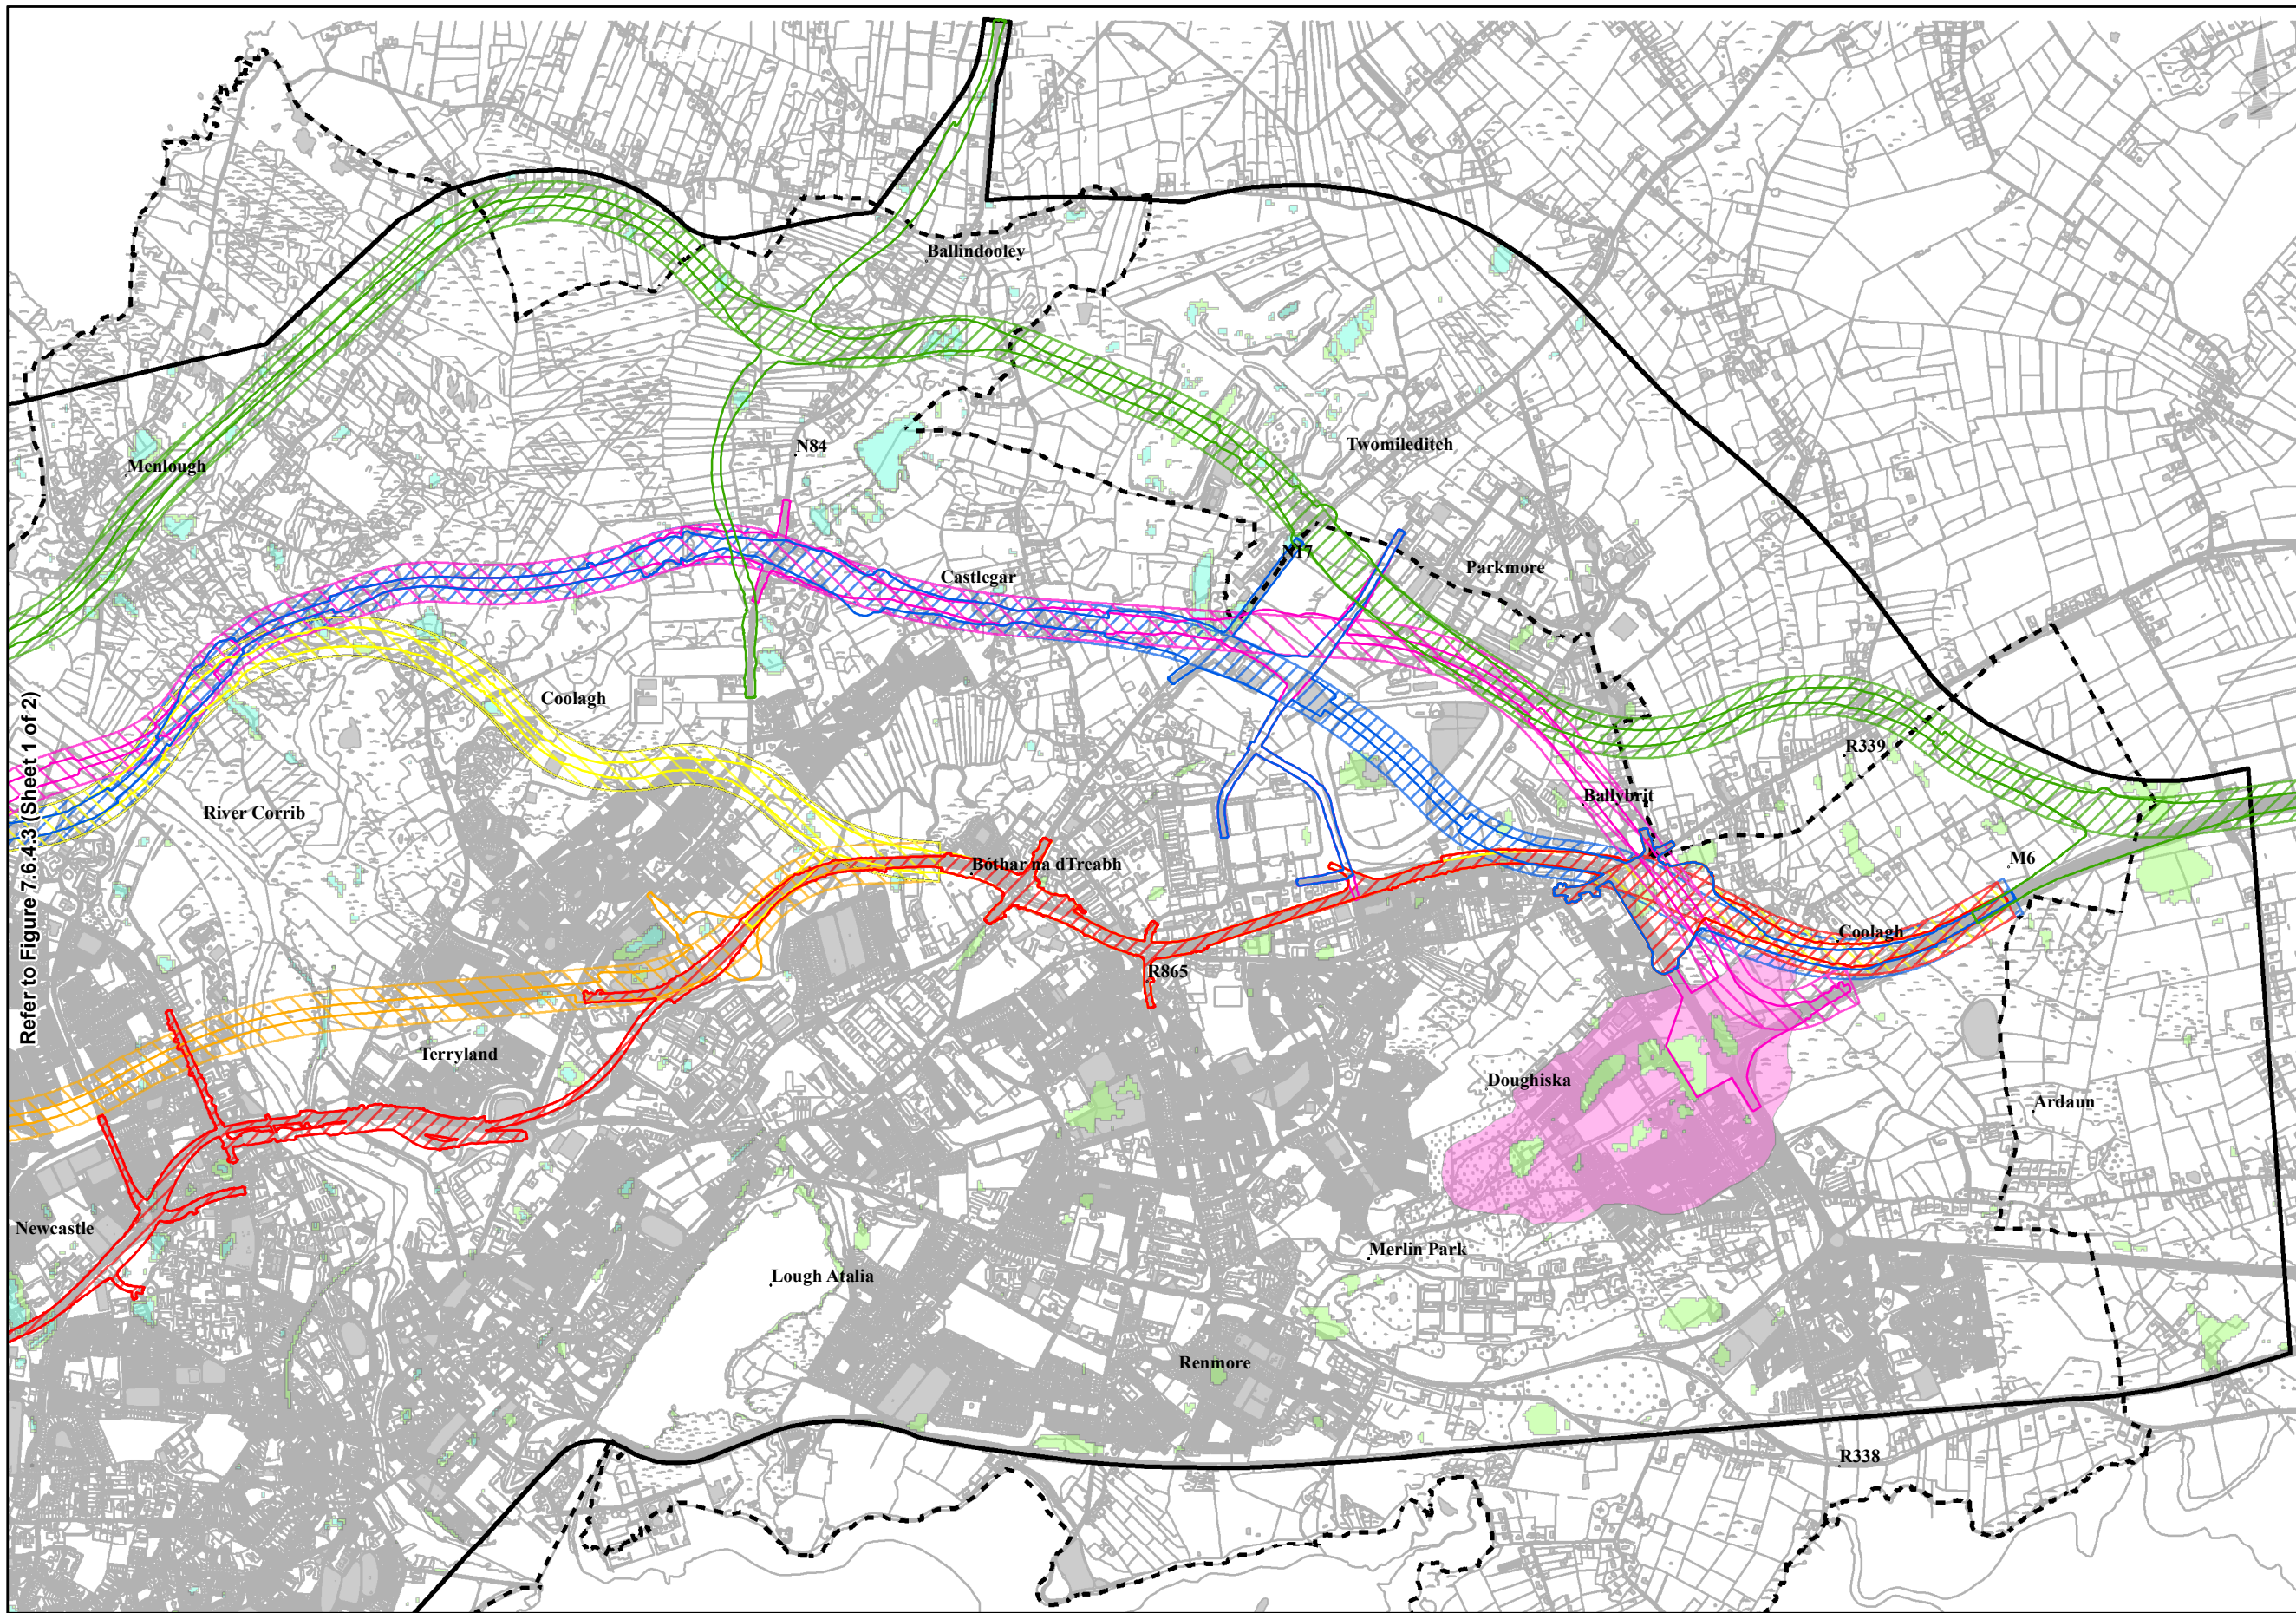 Ballindooley
N84
Twomileditch
Menlough
N17
Parkmore
Castlegar
Coolagh
R339
Refer to Figure 7.6.4.3 (Sheet 1 of 2)
River Corrib
Ballybrit
Bóthar na dTreabh
M6
Coolagh
R865
Terryland
Doughiska
Ardaun
Newcastle
Merlin Park
Lough Atalia
Renmore
R338